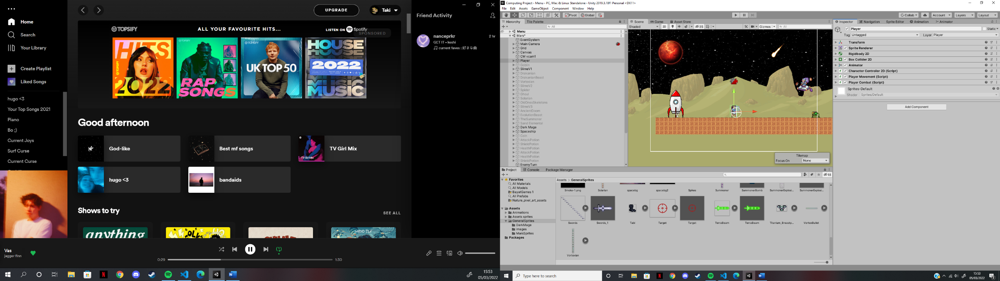 UPGRADE
Taki
TOPSIFY
ALL YOUR FAVOURITE HITS...
LISTEN ON Spotify
SPONSORED
HITS
2022
RAP
SONGS
UK TOP 50
HOUSE
2022
MUSIC
Home
Search
Your Library
Create Playlist
Liked Songs
hugo <3
Your Top Songs 2021
Piano
Bo ;)
Current Joys
Surf Curse
Current Curse
Good afternoon
God-like
Best mf songs
TV Girl Mix
TV Girl Mix
hugo <3
bandaids
Shows to try
SEE ALL
anything
Friend Activity
nanceprkr
2 hr
GET IT • keshi
current faves : 好きな曲
Vas
jagger finn
0:29
1:30
15:53
05/03/2022
Computing Project - Menu - PC, Mac & Linux Standalone - Unity 2019.3.10f1 Personal <DX11>
File Edit Assets GameObject Component Window Help
Pivot Global
Collab Account Layers Layout
Hierarchy Tile Palette
All
Menu
Mars*
EventSystem
Main Camera
Grid
Canvas
CM vcam1
Player
Goblin
SlimeV1
Drakanian
DrakanianBeast
Vortexian
SlimeV2
Spider
Ghoul
Solarian
OldOnesSkeletons
SlimeV3
AncientDoom
EvolutionBeast
TheSummoner
Sand Elemental
Dark Mage
Spaceship
Coin
AttackPotion
ShieldPotion
HealthPotion
AttackPotion
HealthPotion
ShieldPotion
EnemyTurn
Scene Game Asset Store
Shaded 2D 35 Gizmos All
Tilemap
Focus On None
Inspector Navigation Sprite Editor Animation Animator
Player Static
Tag Untagged Layer Player
Transform
Sprite Renderer
Rigidbody 2D
Box Collider 2D
Animator
Character Controller 2D (Script)
Player Movement (Script)
Player Combat (Script)
Sprites-Default
Shader Sprites/Default
Add Component
Project Console Package Manager
18
Favorites
All Materials
All Models
BayatGames 1
All Prefabs
Nature_pixel_art_assets
Assets
Animations
Assets sprites
GeneralSprites
DarkMage
images
MarsSprites
Packages
Assets > GeneralSprites
Smoke-1.png Solarian spacebg spacebg2 Spikes Summoner SummonerBomb SummonerExplosi... SummonerExplosi...
Swords Swords_1 Tabi Target Target TerraBeam TerraBeam Titanium_Breastp... VortexBullet
Vortexian
Type here to search
15:53
05/03/2022